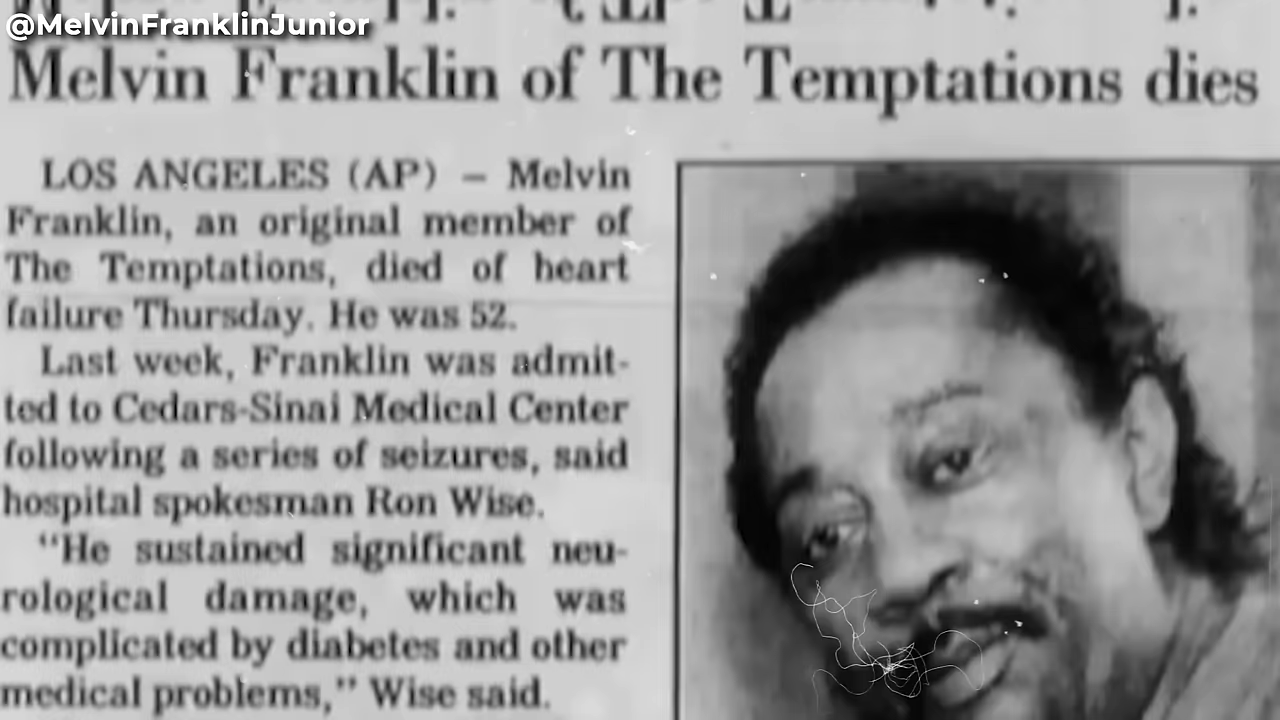 @MelvinFranklinJunior
Melvin Franklin of The Temptations dies
LOS ANGELES (AP) – Melvin
Franklin, an original member of
The Temptations, died of heart
failure Thursday. He was 52.
Last week, Franklin was admit-
ted to Cedars-Sinai Medical Center
following a series of seizures, said
hospital spokesman Ron Wise.
"He sustained significant neu-
rological damage, which was
complicated by diabetes and other
medical problems," Wise said.